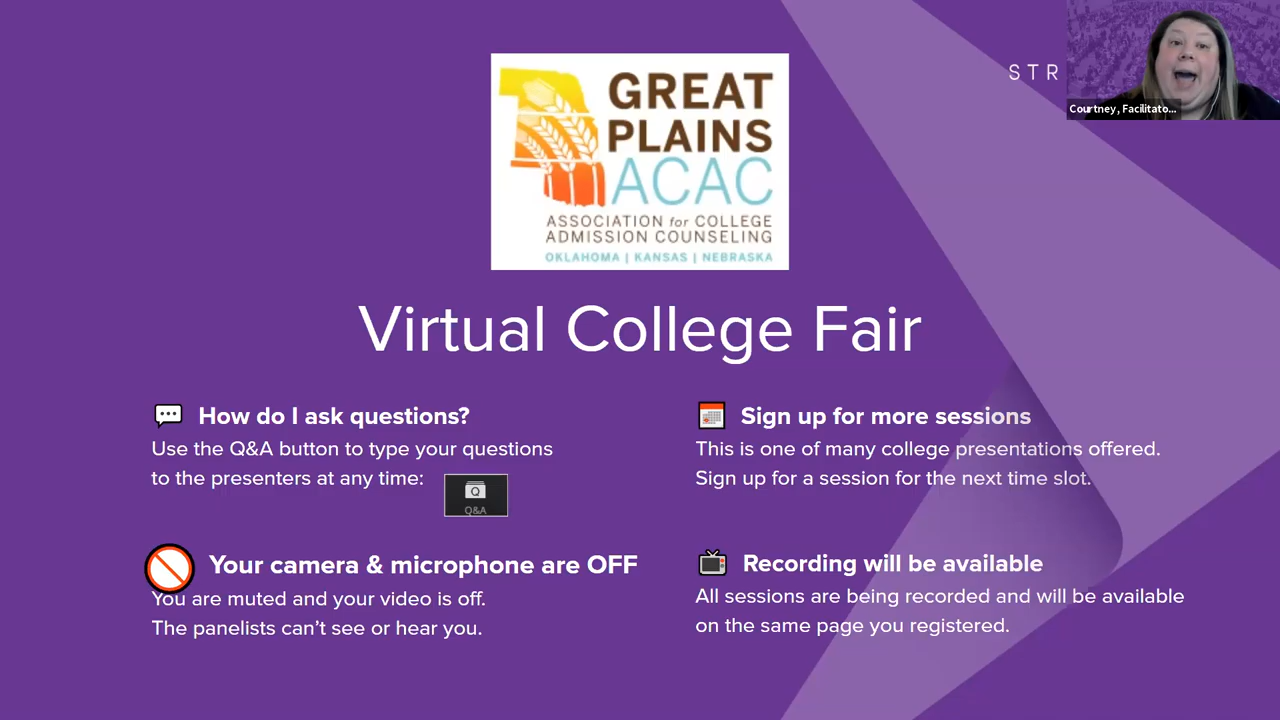 GREAT
PLAINS
ACAC
ASSOCIATION for COLLEGE
ADMISSION COUNSELING
OKLAHOMA | KANSAS | NEBRASKA
STR
Courtney, Facilitato...
Virtual College Fair
How do I ask questions?
Use the Q&A button to type your questions
to the presenters at any time:
Q
Q&A
Sign up for more sessions
This is one of many college presentations offered.
Sign up for a session for the next time slot.
Your camera & microphone are OFF
You are muted and your video is off.
The panelists can't see or hear you.
Recording will be available
All sessions are being recorded and will be available
on the same page you registered.